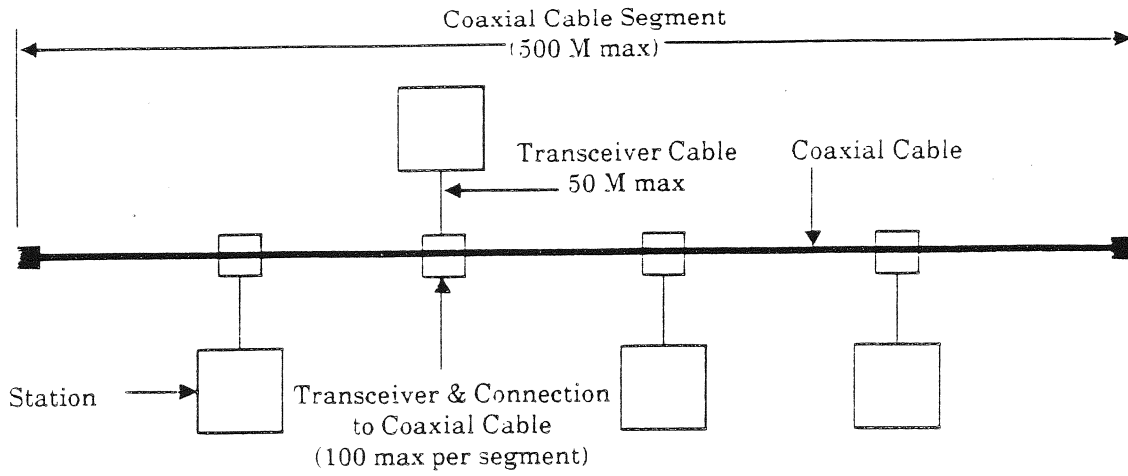 Coaxial Cable Segment
(500 M max)
Transceiver Cable
50 M max
Coaxial Cable
Station
Transceiver & Connection
to Coaxial Cable
(100 max per segment)